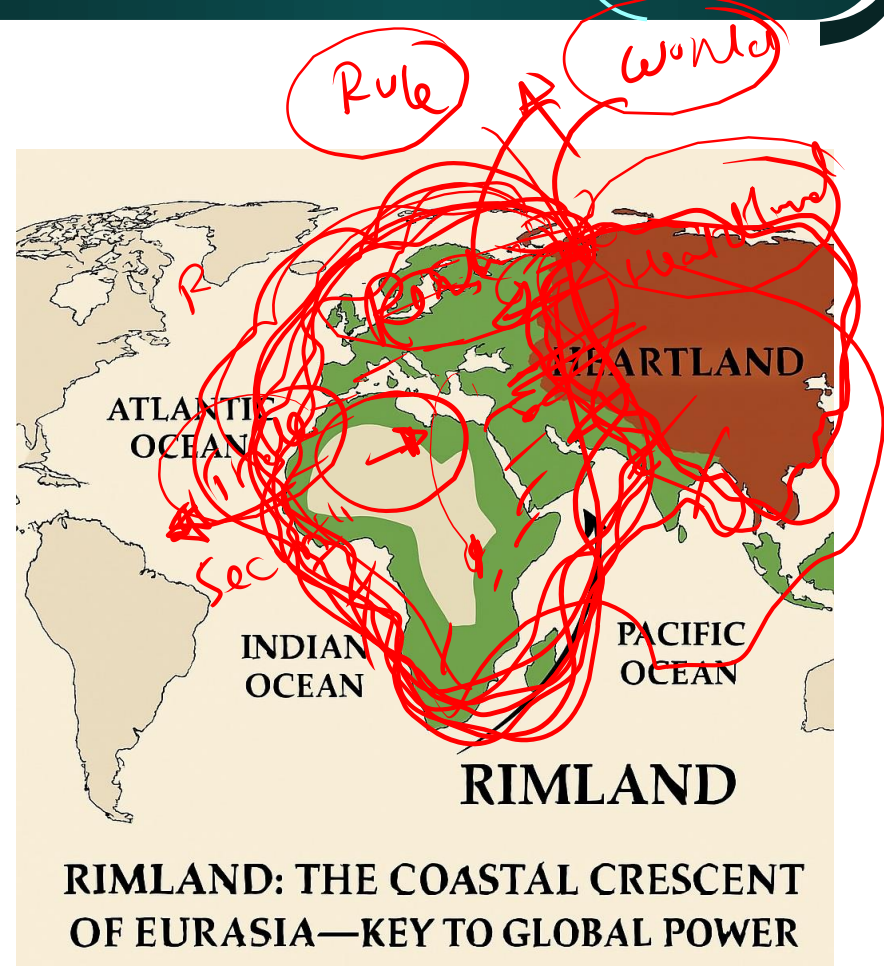 Rule
World
Heartland
R
HEARTLAND
ATLANTIC
OCEAN
INDIAN
OCEAN
PACIFIC
OCEAN
RIMLAND
RIMLAND: THE COASTAL CRESCENT
OF EURASIA—KEY TO GLOBAL POWER